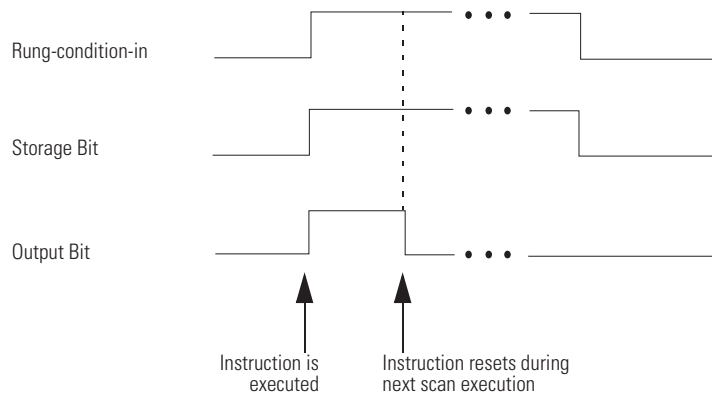 Rung-condition-in
Storage Bit
Output Bit
Instruction is
executed
Instruction resets during
next scan execution